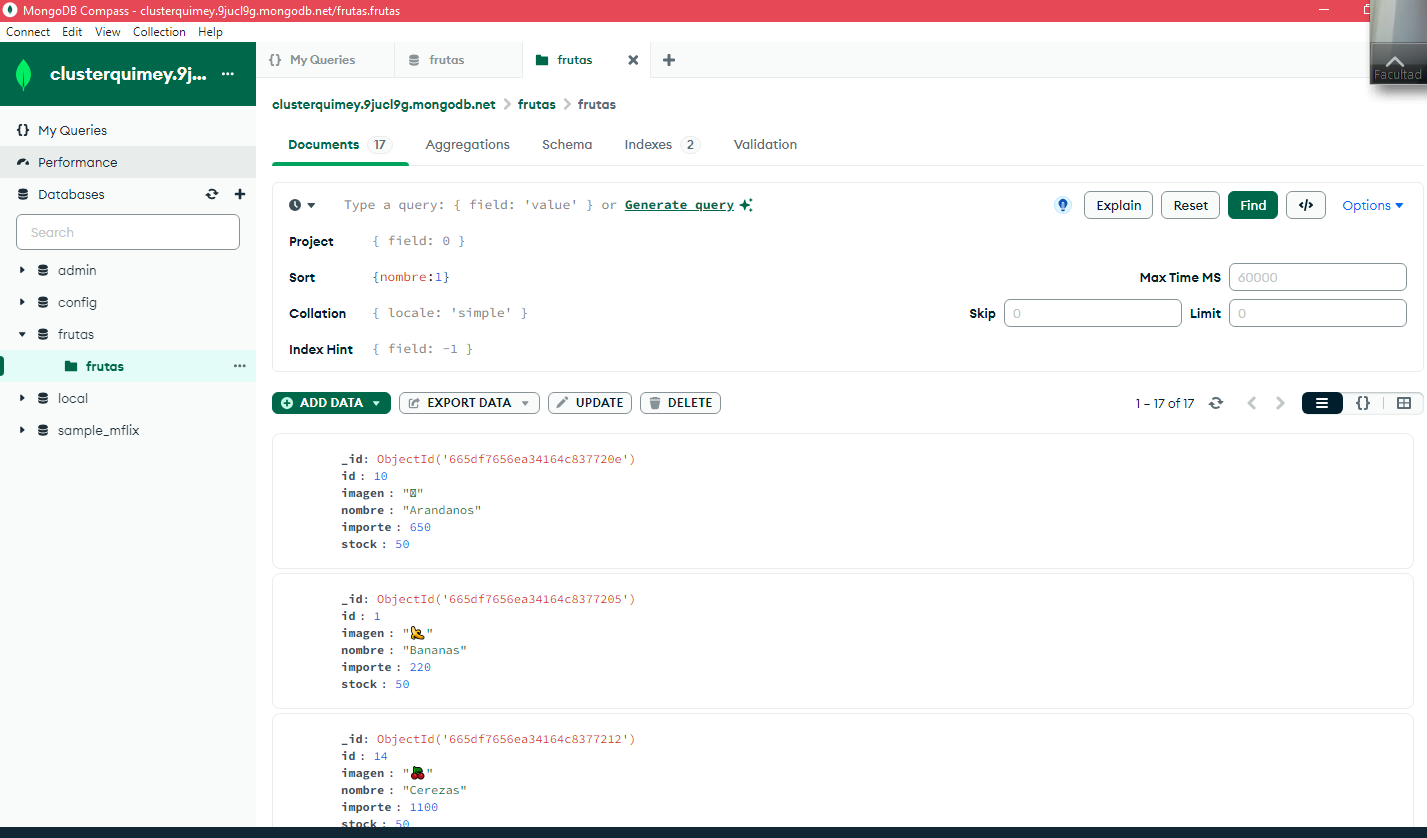 MongoDB Compass - clusterquimey.9jucl9g.mongodb.net/frutas.frutas
Connect Edit View Collection Help
Facultad
clusterquimey.9j...
{} My Queries
Performance
Databases
Search
admin
config
frutas
frutas
local
sample_mflix
{} My Queries frutas frutas
clusterquimey.9jucl9g.mongodb.net > frutas > frutas
Documents 17 Aggregations Schema Indexes 2 Validation
Type a query: { field: 'value' } or Generate query Explain Reset Find </> Options
Project { field: 0 }
Sort {nombre:1} Max Time MS 60000
Collation { locale: 'simple' } Skip 0 Limit 0
Index Hint { field: -1 }
ADD DATA EXPORT DATA UPDATE DELETE 1 – 17 of 17 {}
_id: ObjectId('665df7656ea34164c837720e')
id : 10
imagen : "🫐"
nombre : "Arandanos"
importe : 650
stock : 50
_id: ObjectId('665df7656ea34164c8377205')
id : 1
imagen : "🍌"
nombre : "Bananas"
importe : 220
stock : 50
_id: ObjectId('665df7656ea34164c8377212')
id : 14
imagen : "🍒"
nombre : "Cerezas"
importe : 1100
stock : 50